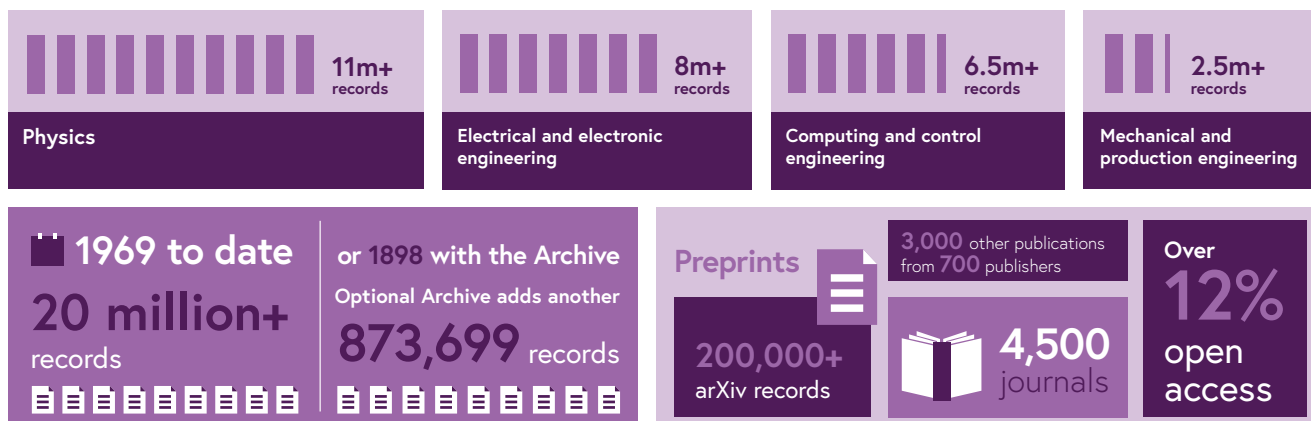 11m+
records
Physics
8m+
records
Electrical and electronic
engineering
6.5m+
records
Computing and control
engineering
2.5m+
records
Mechanical and
production engineering
1969 to date
20 million+
records
or 1898 with the Archive
Optional Archive adds another
873,699 records
Preprints
200,000+
arXiv records
3,000 other publications
from 700 publishers
4,500
journals
Over
12%
open
access